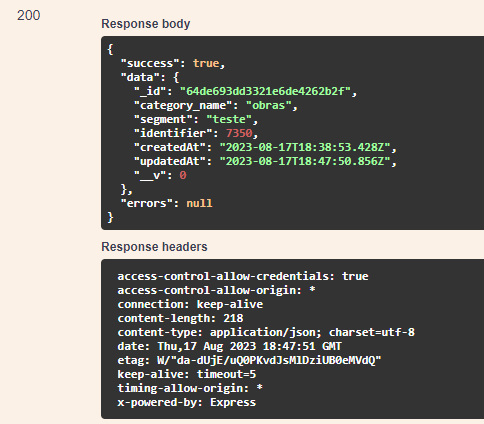 200
Response body
{
  "success": true,
  "data": {
    "_id": "64de693dd3321e6de4262b2f",
    "category_name": "obras",
    "segment": "teste",
    "identifier": 7350,
    "createdAt": "2023-08-17T18:38:53.428Z",
    "updatedAt": "2023-08-17T18:47:50.856Z",
    "__v": 0
  },
  "errors": null
}
Response headers
access-control-allow-credentials: true
access-control-allow-origin: *
connection: keep-alive
content-length: 218
content-type: application/json; charset=utf-8
date: Thu,17 Aug 2023 18:47:51 GMT
etag: W/"da-dUjE/uQ0PKvdJsMlDziUB0eMVdQ"
keep-alive: timeout=5
timing-allow-origin: *
x-powered-by: Express